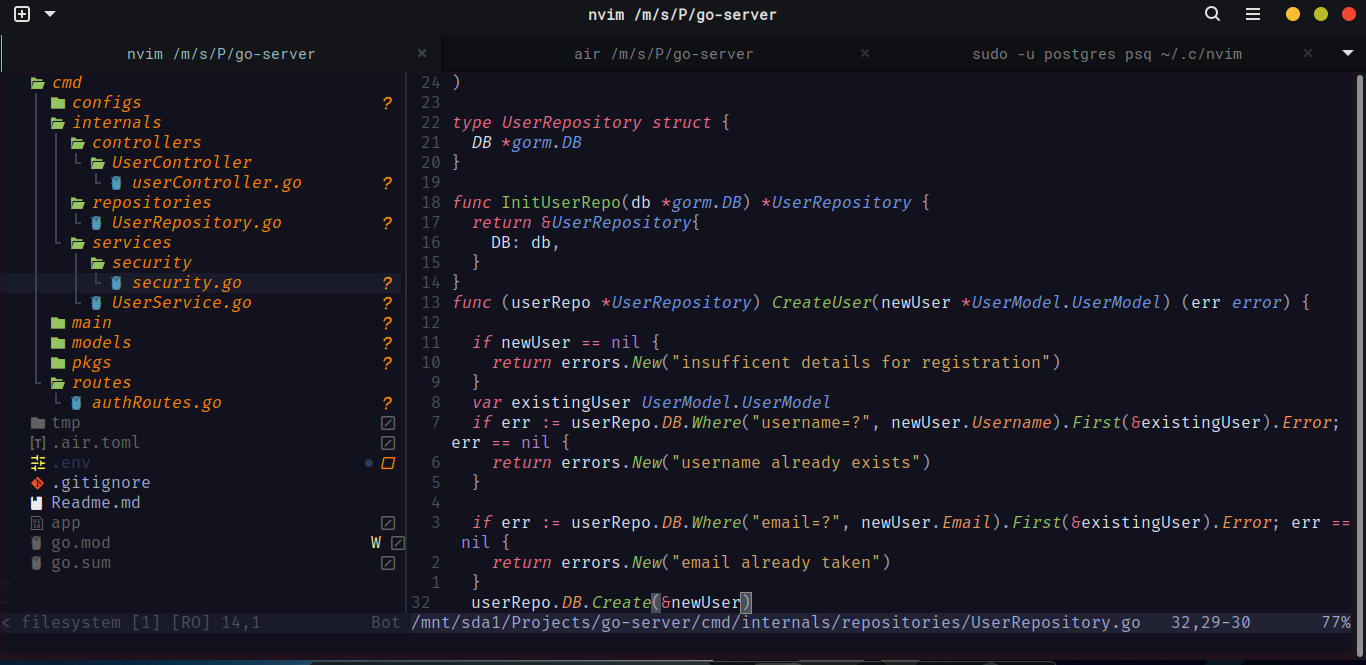 nvim /m/s/P/go-server
nvim /m/s/P/go-server ×
air /m/s/P/go-server ×
sudo -u postgres psq ~/.c/nvim ×
cmd
configs ?
internals
controllers
UserController
userController.go ?
repositories
UserRepository.go ?
services
security
security.go ?
UserService.go ?
main ?
models ?
pkgs ?
routes
authRoutes.go ?
tmp
[T] .air.toml
.env
.gitignore
Readme.md
app
go.mod W
go.sum
~
~
< filesystem [1] [RO] 14,1 Bot
24 )
23
22 type UserRepository struct {
21 DB *gorm.DB
20 }
19
18 func InitUserRepo(db *gorm.DB) *UserRepository {
17 return &UserRepository{
16 DB: db,
15 }
14 }
13 func (userRepo *UserRepository) CreateUser(newUser *UserModel.UserModel) (err error) {
12
11 if newUser == nil {
10 return errors.New("insufficent details for registration")
9 }
8 var existingUser UserModel.UserModel
7 if err := userRepo.DB.Where("username=?", newUser.Username).First(&existingUser).Error;
err == nil {
6 return errors.New("username already exists")
5 }
4
3 if err := userRepo.DB.Where("email=?", newUser.Email).First(&existingUser).Error; err ==
nil {
2 return errors.New("email already taken")
1 }
32 userRepo.DB.Create(&newUser)
/mnt/sda1/Projects/go-server/cmd/internals/repositories/UserRepository.go 32,29-30 77%